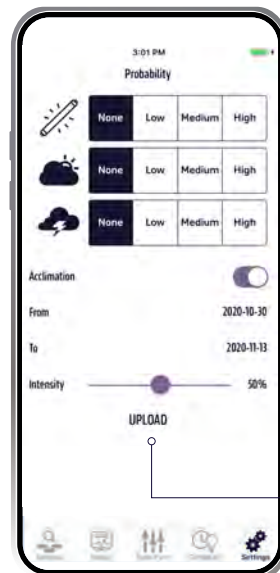 3:01 PM
Probability
None Low Medium High
None Low Medium High
None Low Medium High
Acclimation
From 2020-10-30
To 2020-11-13
Intensity 50%
UPLOAD
Settings